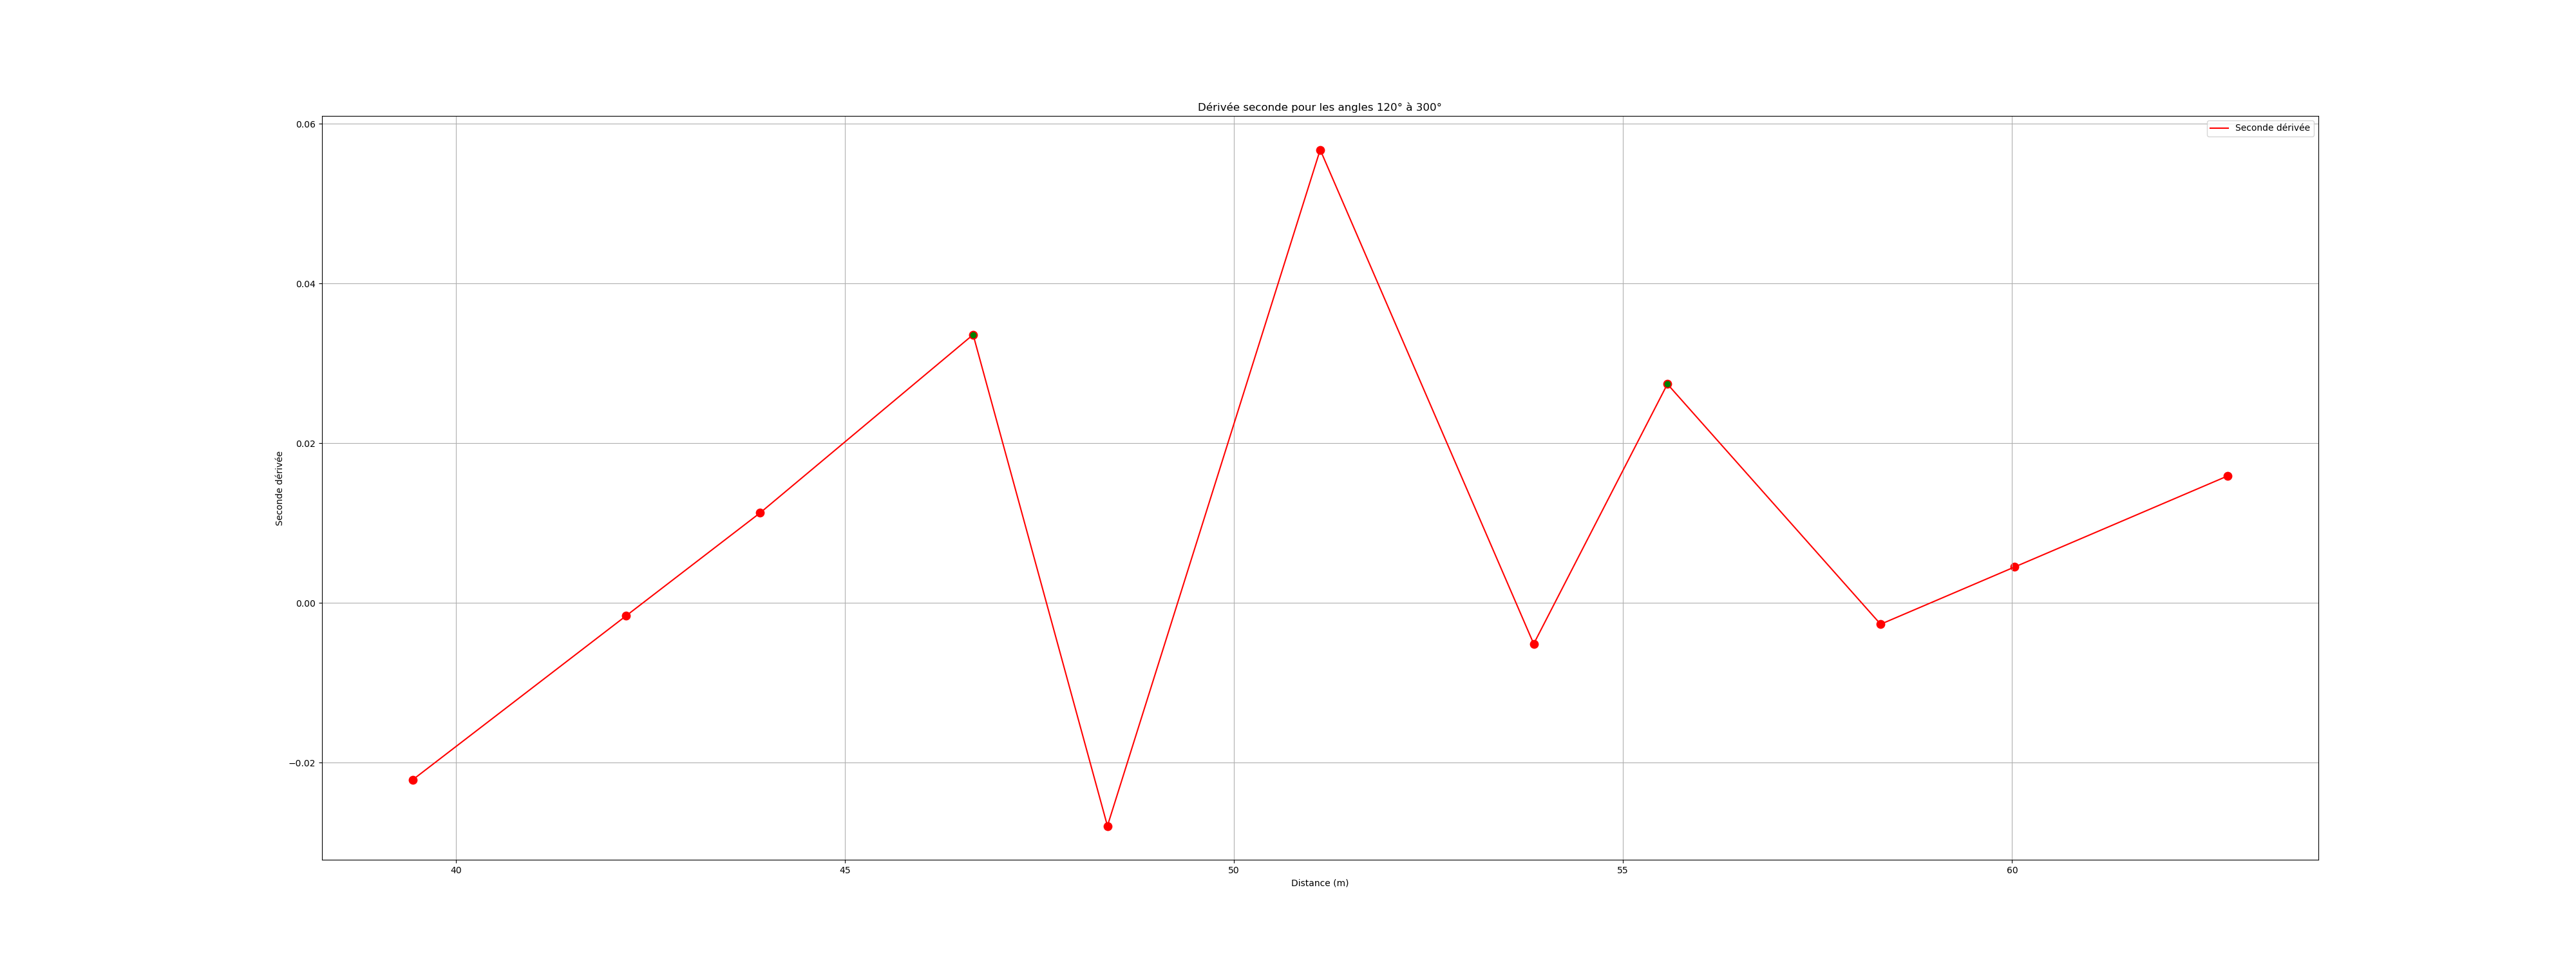 Dérivée seconde pour les angles 120° à 300°
Seconde dérivée
0.06
0.04
0.02
0.00
−0.02
Seconde dérivée
40
45
50
55
60
Distance (m)